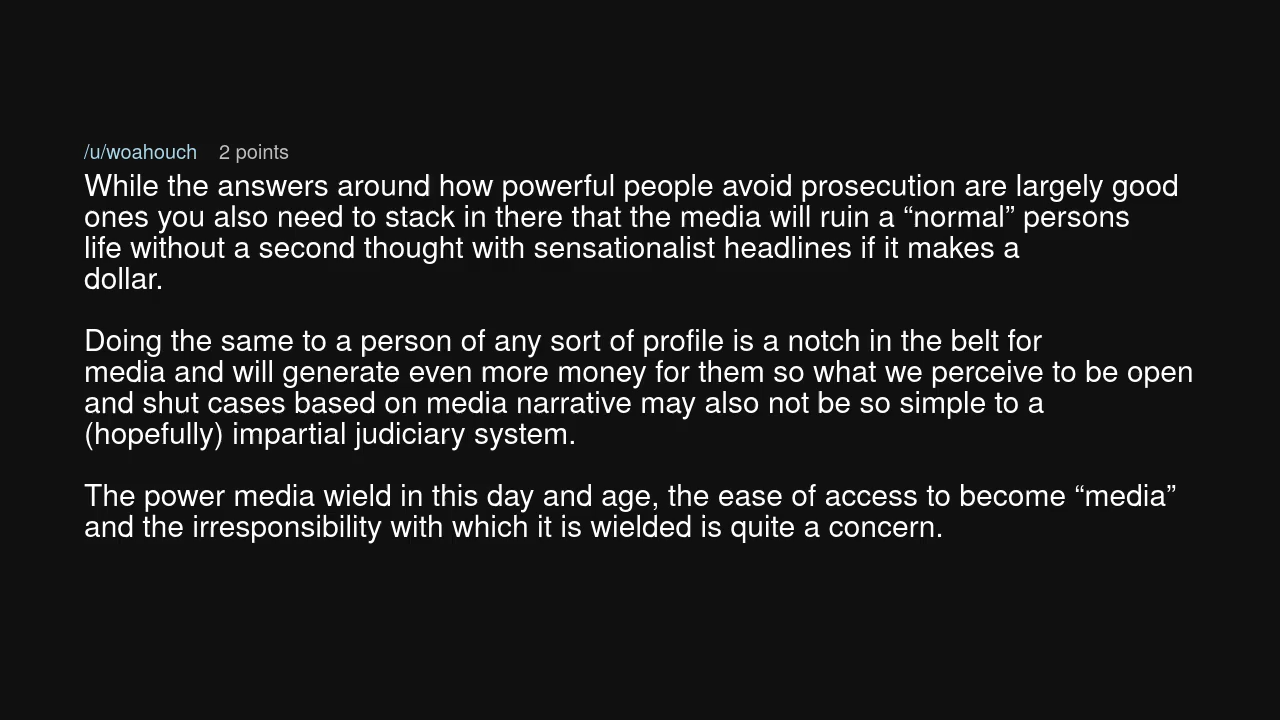 /u/woahouch 2 points
While the answers around how powerful people avoid prosecution are largely good
ones you also need to stack in there that the media will ruin a “normal” persons
life without a second thought with sensationalist headlines if it makes a
dollar.
Doing the same to a person of any sort of profile is a notch in the belt for
media and will generate even more money for them so what we perceive to be open
and shut cases based on media narrative may also not be so simple to a
(hopefully) impartial judiciary system.
The power media wield in this day and age, the ease of access to become “media”
and the irresponsibility with which it is wielded is quite a concern.